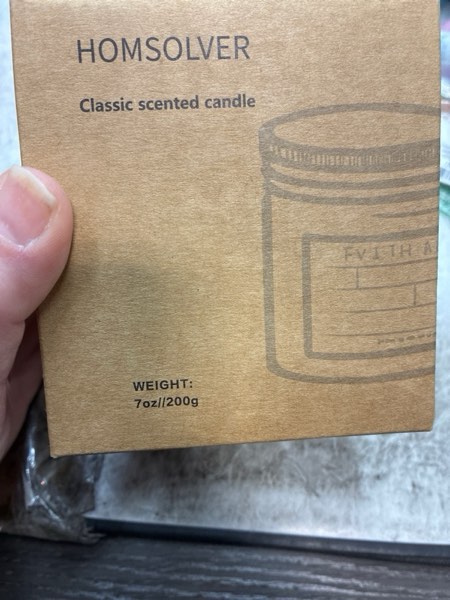 HOMSOLVER
Classic scented candle
WEIGHT:
7oz//200g